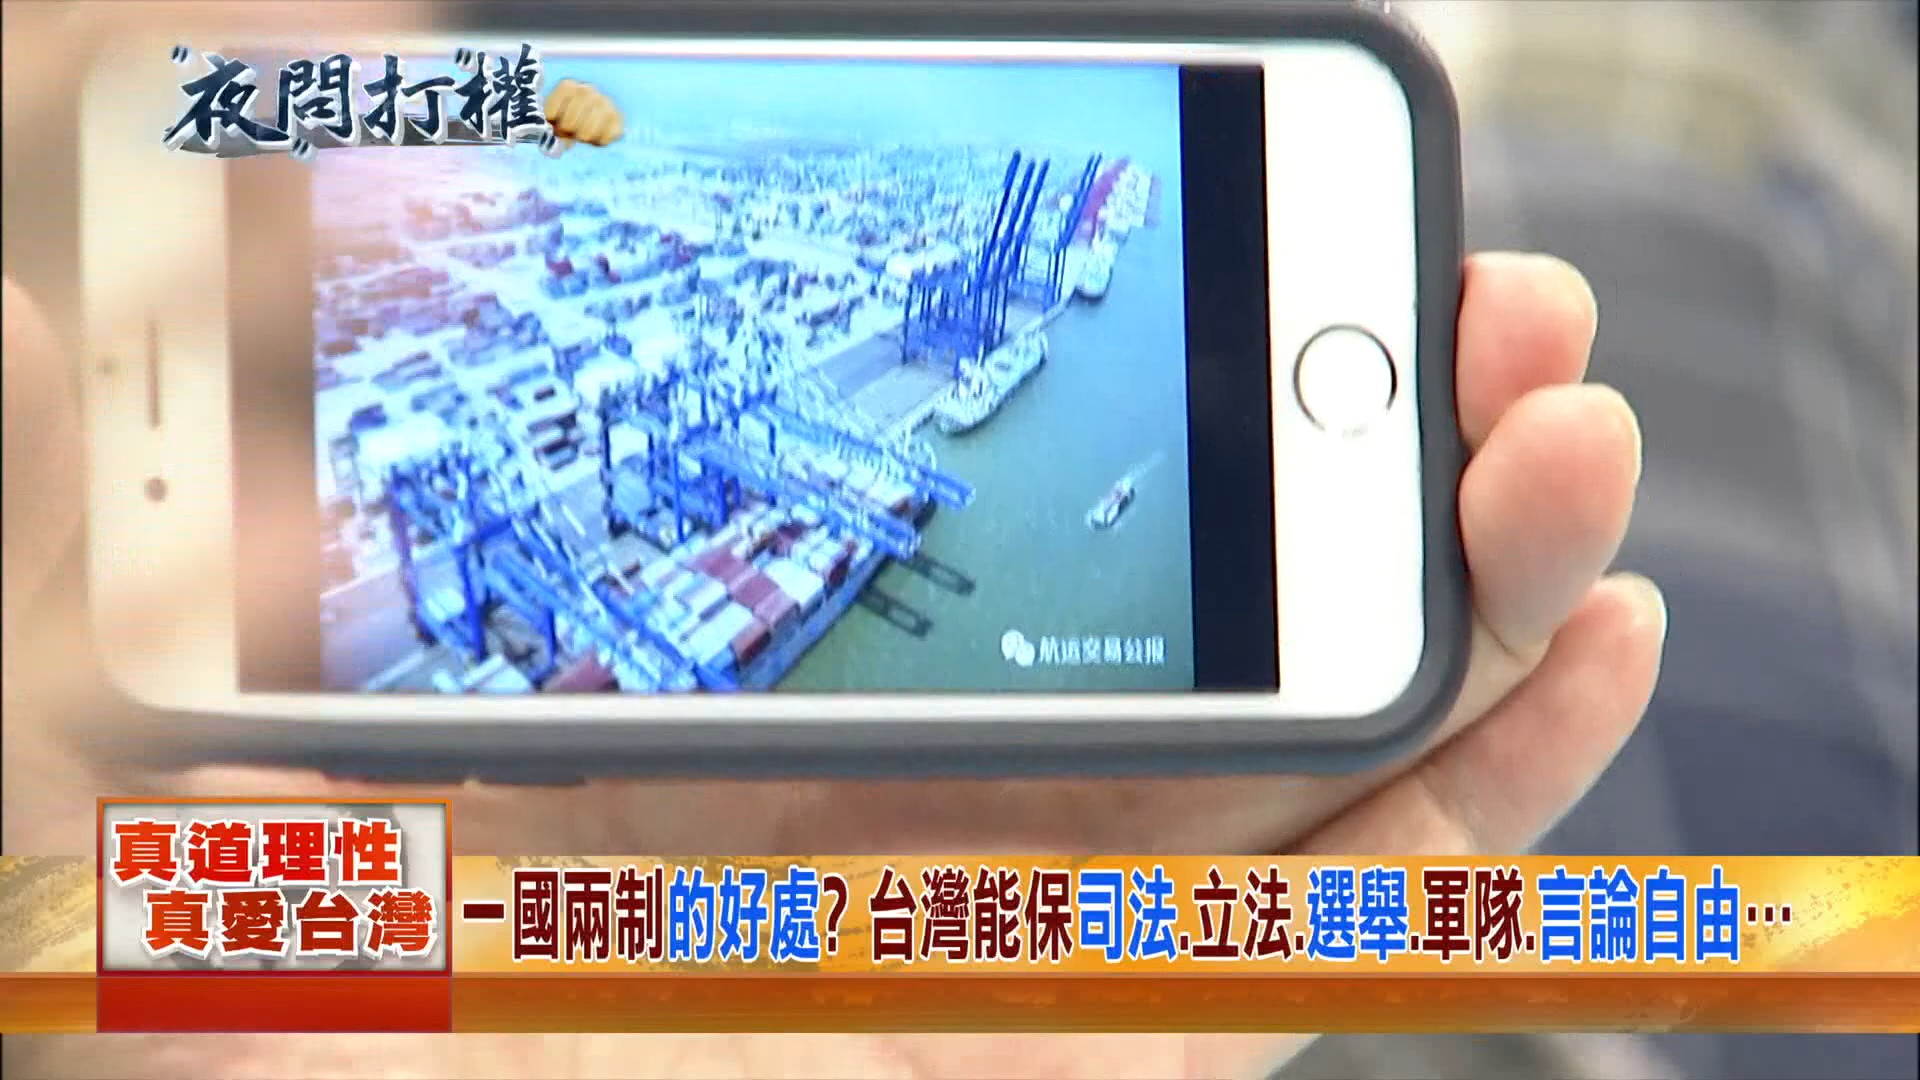 "夜問打權"
航运交易公报
真道理性
真愛台灣
一國兩制的好處? 台灣能保司法.立法.選舉.軍隊.言論自由…